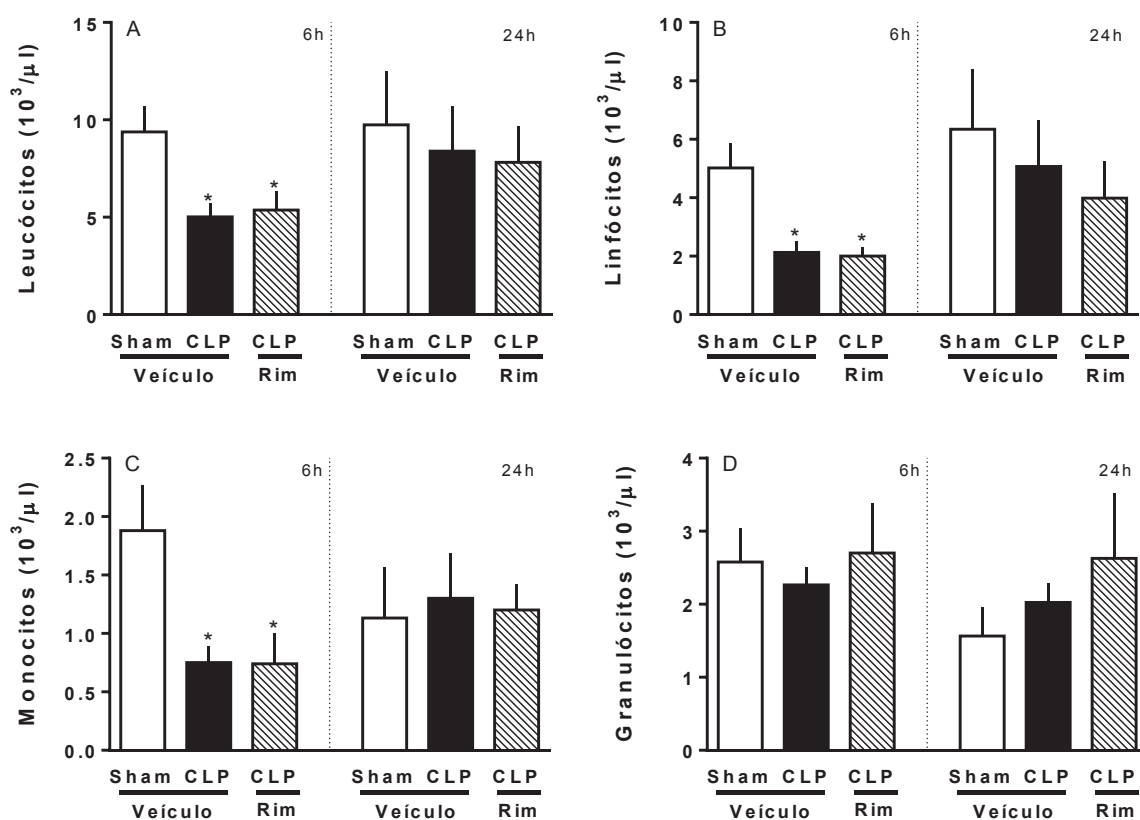 A
6h
24h
Leucócitos (10³/μl)
15
10
5
0
*
*
Sham CLP CLP Sham CLP CLP
Veículo Rim Veículo Rim
B
6h
24h
Linfócitos (10³/μl)
10
8
6
4
2
0
*
*
Sham CLP CLP Sham CLP CLP
Veículo Rim Veículo Rim
C
6h
24h
Monocitos (10³/μl)
2.5
2.0
1.5
1.0
0.5
0.0
*
*
Sham CLP CLP Sham CLP CLP
Veículo Rim Veículo Rim
D
6h
24h
Granulócitos (10³/μl)
4
3
2
1
0
Sham CLP CLP Sham CLP CLP
Veículo Rim Veículo Rim